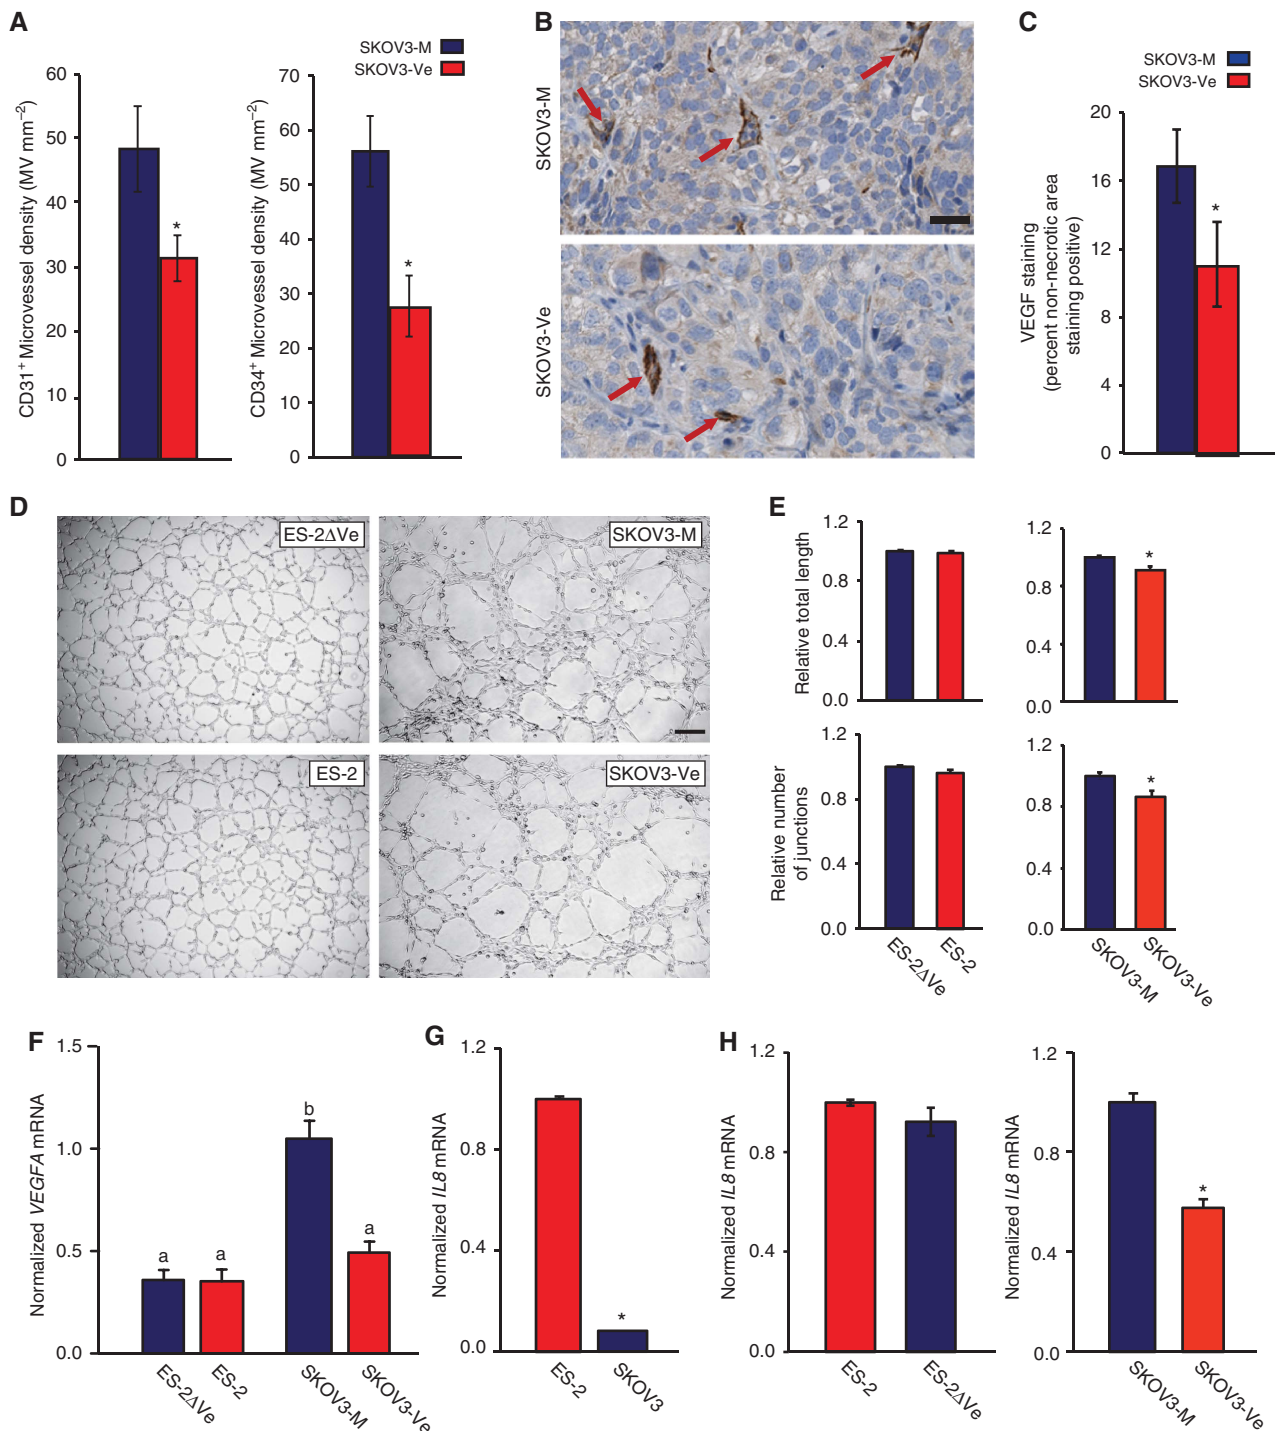 A
SKOV3-M
SKOV3-Ve
60
50
40
30
20
10
0
CD31+ Microvessel density (MV mm−2)
*
70
60
50
40
30
20
10
0
CD34+ Microvessel density (MV mm−2)
*
B
SKOV3-M
SKOV3-Ve
C
SKOV3-M
SKOV3-Ve
20
16
12
8
4
0
VEGF staining
(percent non-necrotic area
staining positive)
*
D
ES-2ΔVe
SKOV3-M
ES-2
SKOV3-Ve
E
1.2
0.8
0.4
0.0
Relative total length
1.2
0.8
0.4
0.0
*
1.2
0.8
0.4
0.0
Relative number
of junctions
ES-2ΔVe
ES-2
1.2
0.8
0.4
0.0
*
SKOV3-M
SKOV3-Ve
F
1.5
1.0
0.5
0.0
Normalized VEGFA mRNA
a
a
b
a
ES-2ΔVe
ES-2
SKOV3-M
SKOV3-Ve
G
1.2
0.8
0.4
0.0
Normalized IL8 mRNA
*
ES-2
SKOV3
H
1.2
0.8
0.4
0.0
Normalized IL8 mRNA
ES-2
ES-2ΔVe
1.2
0.8
0.4
0.0
Normalized IL8 mRNA
*
SKOV3-M
SKOV3-Ve